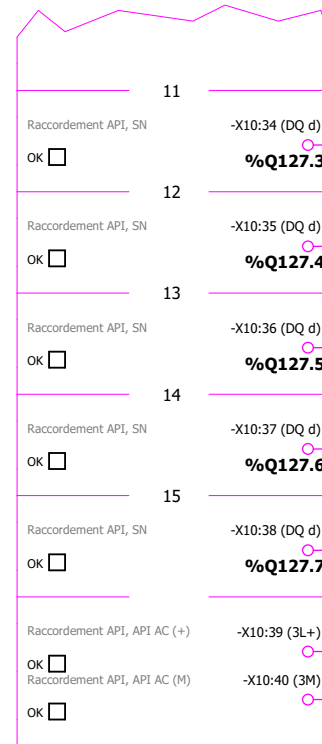 11
Raccordement API, SN -X10:34 (DQ d)
OK %Q127.3
12
Raccordement API, SN -X10:35 (DQ d)
OK %Q127.4
13
Raccordement API, SN -X10:36 (DQ d)
OK %Q127.5
14
Raccordement API, SN -X10:37 (DQ d)
OK %Q127.6
15
Raccordement API, SN -X10:38 (DQ d)
OK %Q127.7
Raccordement API, API AC (+) -X10:39 (3L+)
OK
Raccordement API, API AC (M) -X10:40 (3M)
OK